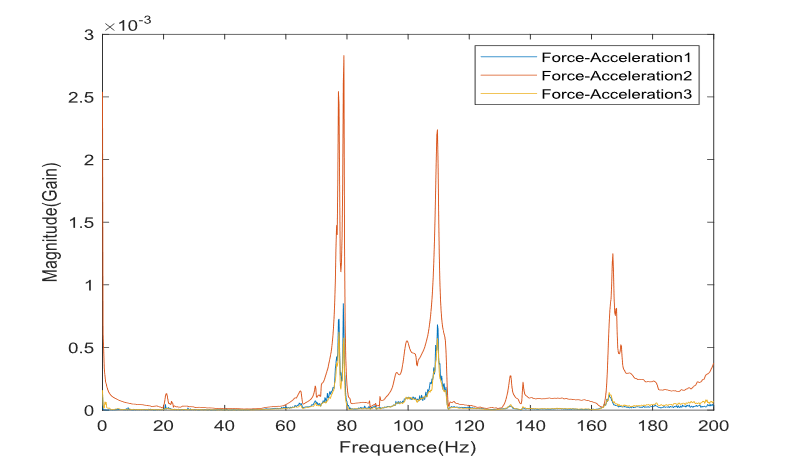 ×10-3
3
2.5
2
1.5
1
0.5
0
0 20 40 60 80 100 120 140 160 180 200
Magnitude(Gain)
Frequence(Hz)
Force-Acceleration1
Force-Acceleration2
Force-Acceleration3